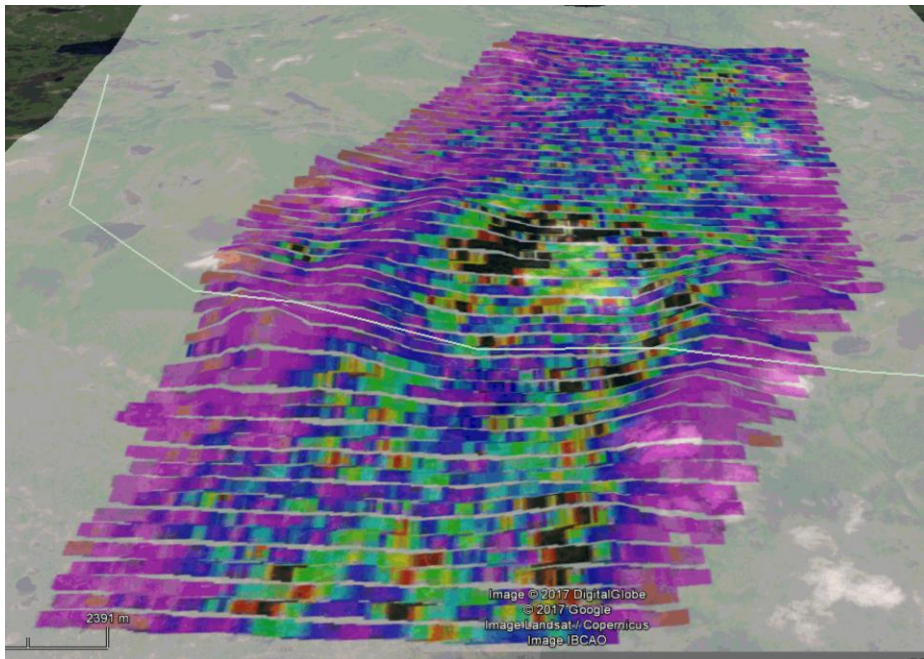 Image © 2017 DigitalGlobe
© 2017 Google
Image Landsat / Copernicus
Image IBCAO
2391 m